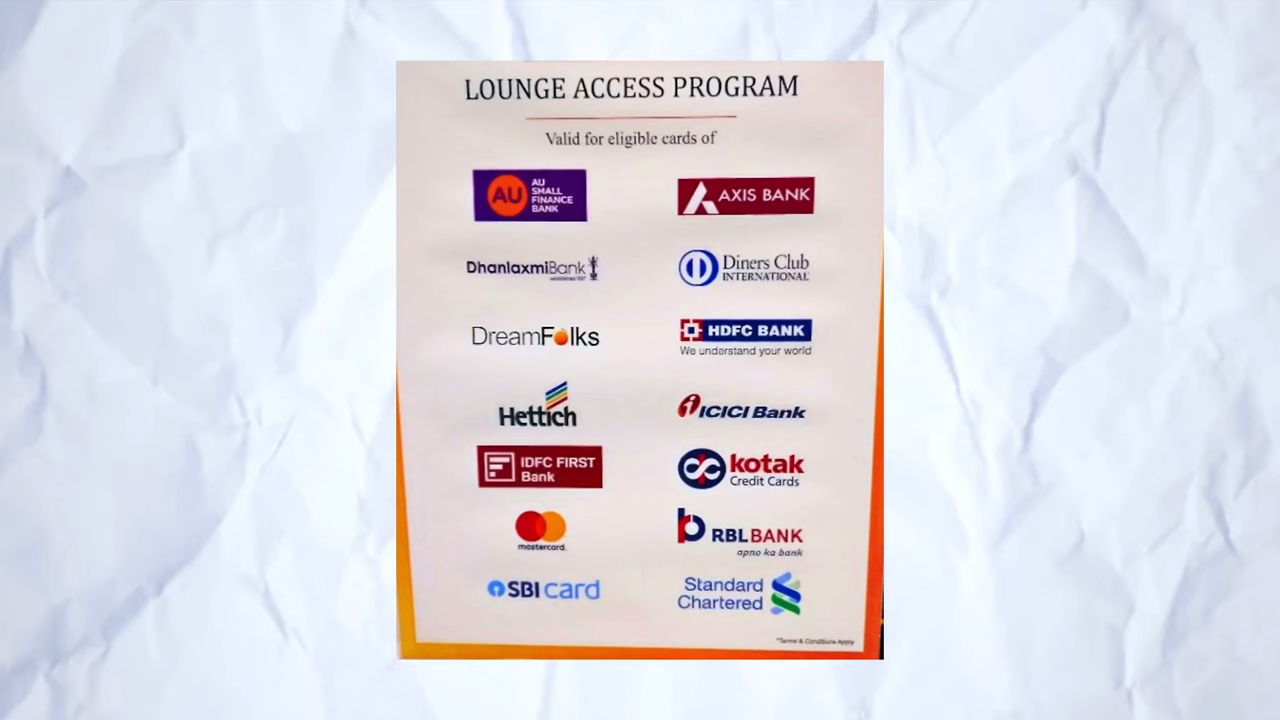 LOUNGE ACCESS PROGRAM
Valid for eligible cards of
AU
AU
SMALL
FINANCE
BANK
AXIS BANK
DhanlaxmiBank
Diners Club
INTERNATIONAL
DreamFolks
HDFC BANK
We understand your world
Hettich
ICICI Bank
IDFC FIRST
Bank
kotak
Credit Cards
mastercard.
RBLBANK
apno ka bank
SBI card
Standard
Chartered
*Terms & Conditions Apply